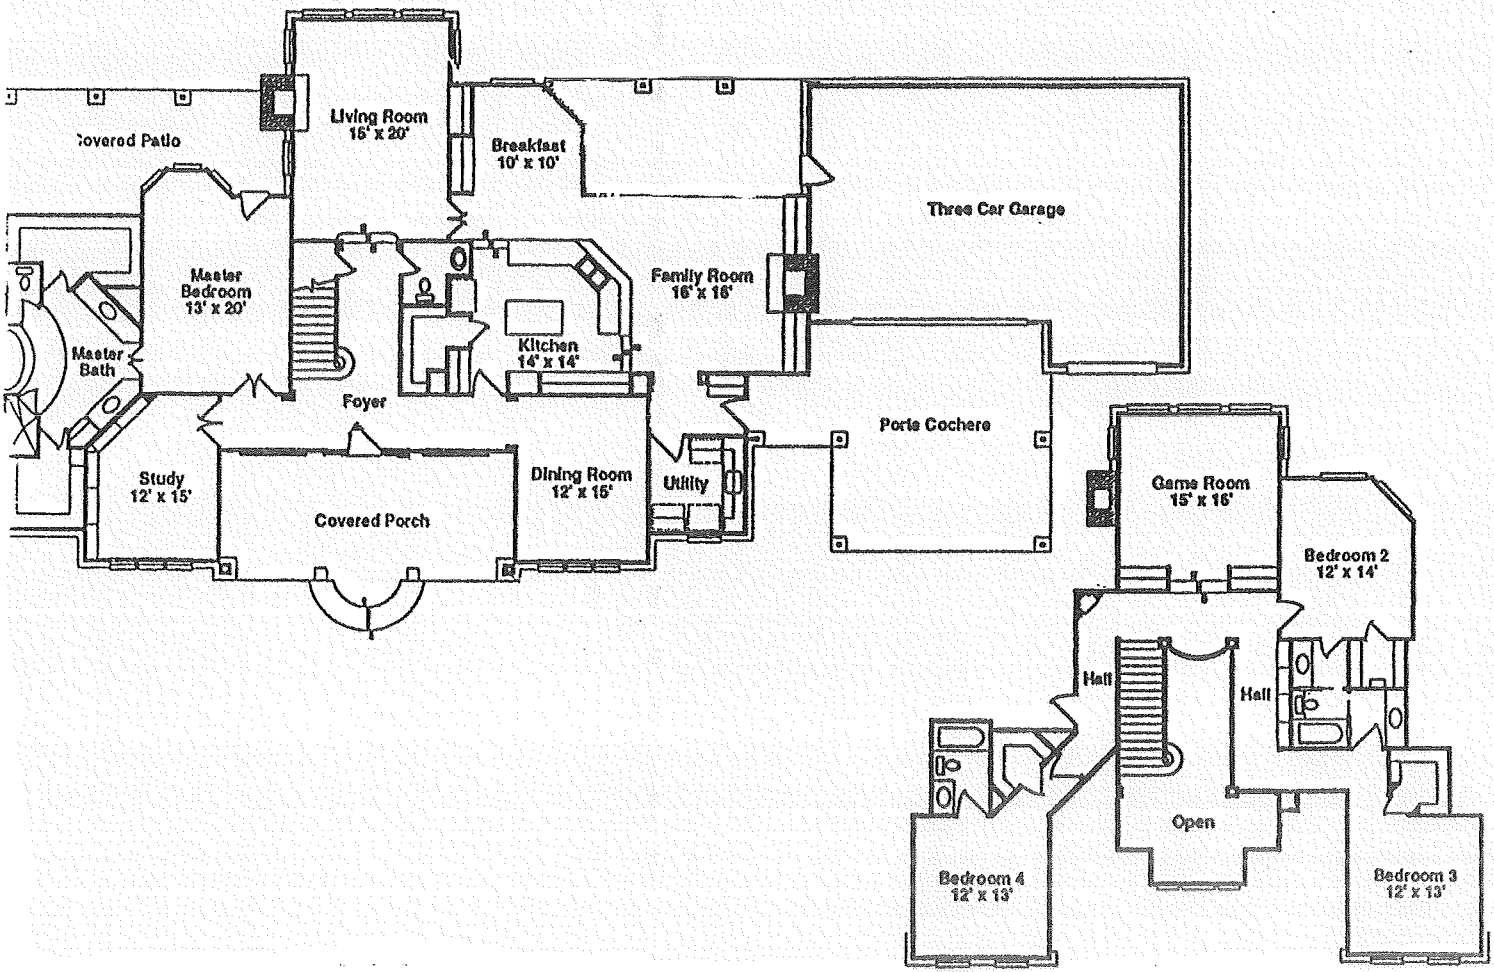 Living Room
15' x 20'
Covered Patio
Breakfast
10' x 10'
Three Car Garage
Master
Bedroom
13' x 20'
Family Room
16' x 16'
Kitchen
14' x 14'
Master
Bath
Foyer
Porte Cochere
Study
12' x 15'
Dining Room
12' x 15'
Utility
Covered Porch
Game Room
15' x 16'
Bedroom 2
12' x 14'
Hall
Hall
Open
Bedroom 4
12' x 13'
Bedroom 3
12' x 13'